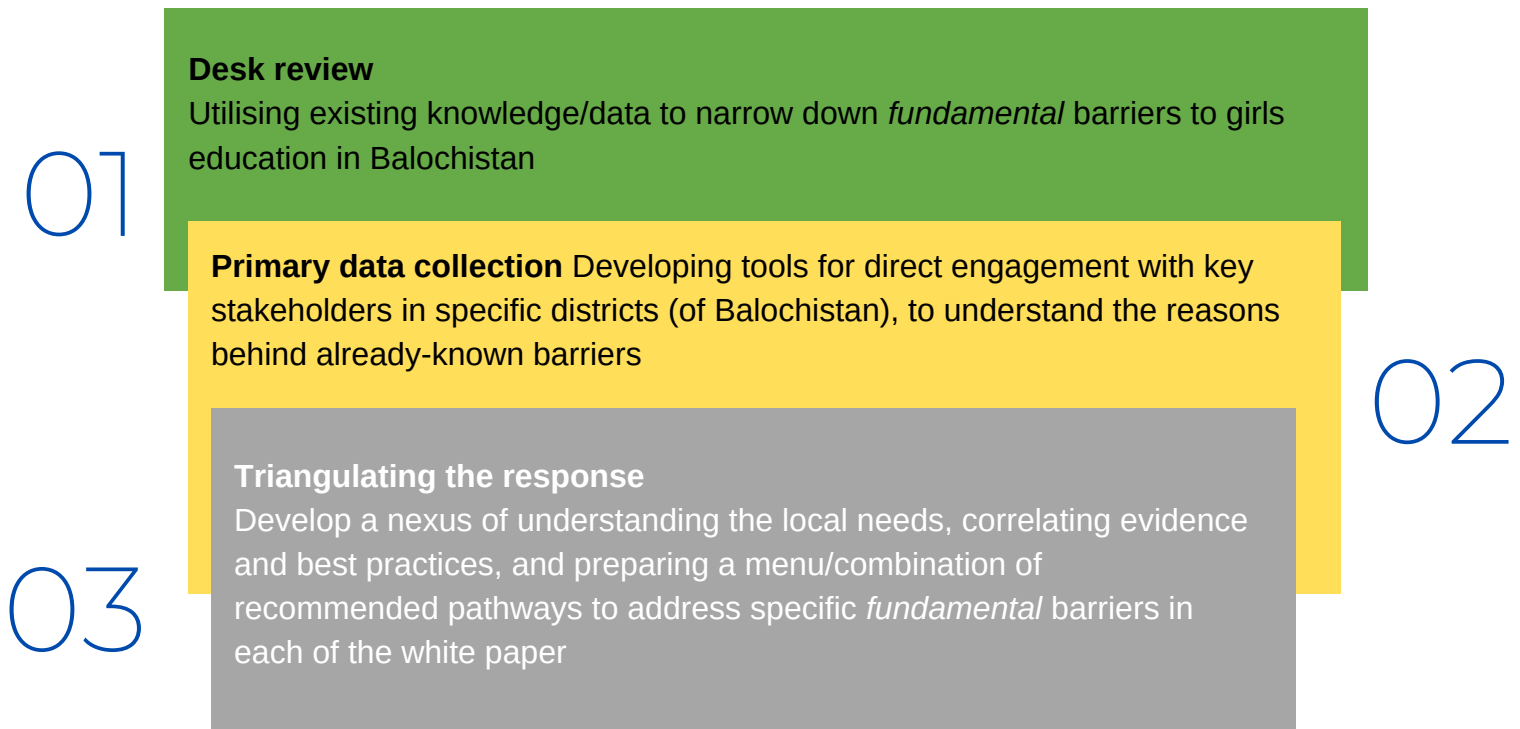 01
Desk review
Utilising existing knowledge/data to narrow down fundamental barriers to girls
education in Balochistan
Primary data collection Developing tools for direct engagement with key
stakeholders in specific districts (of Balochistan), to understand the reasons
behind already-known barriers
02
03
Triangulating the response
Develop a nexus of understanding the local needs, correlating evidence
and best practices, and preparing a menu/combination of
recommended pathways to address specific fundamental barriers in
each of the white paper